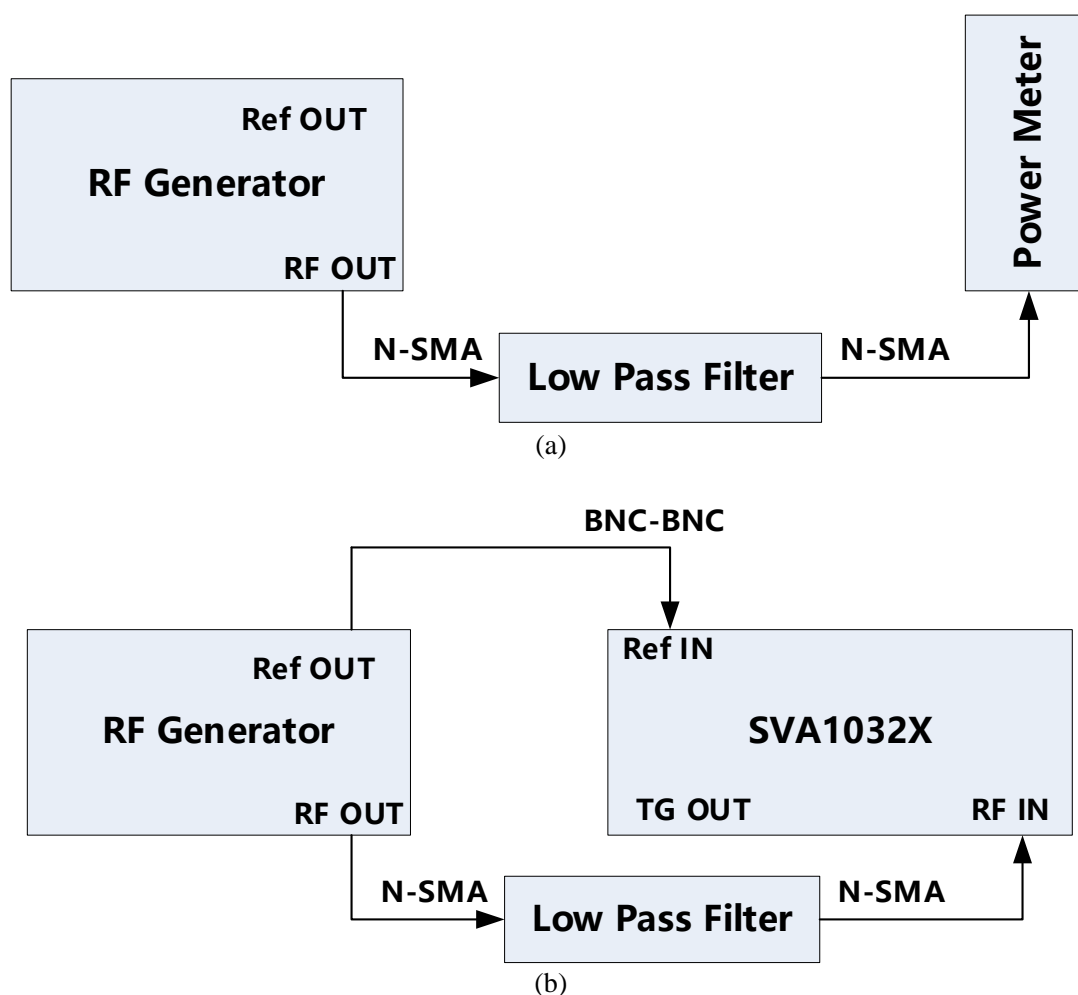 Ref OUT
RF Generator
RF OUT
Power Meter
N-SMA
Low Pass Filter
N-SMA
(a)
BNC-BNC
Ref OUT
RF Generator
RF OUT
Ref IN
SVA1032X
TG OUT
RF IN
N-SMA
Low Pass Filter
N-SMA
(b)